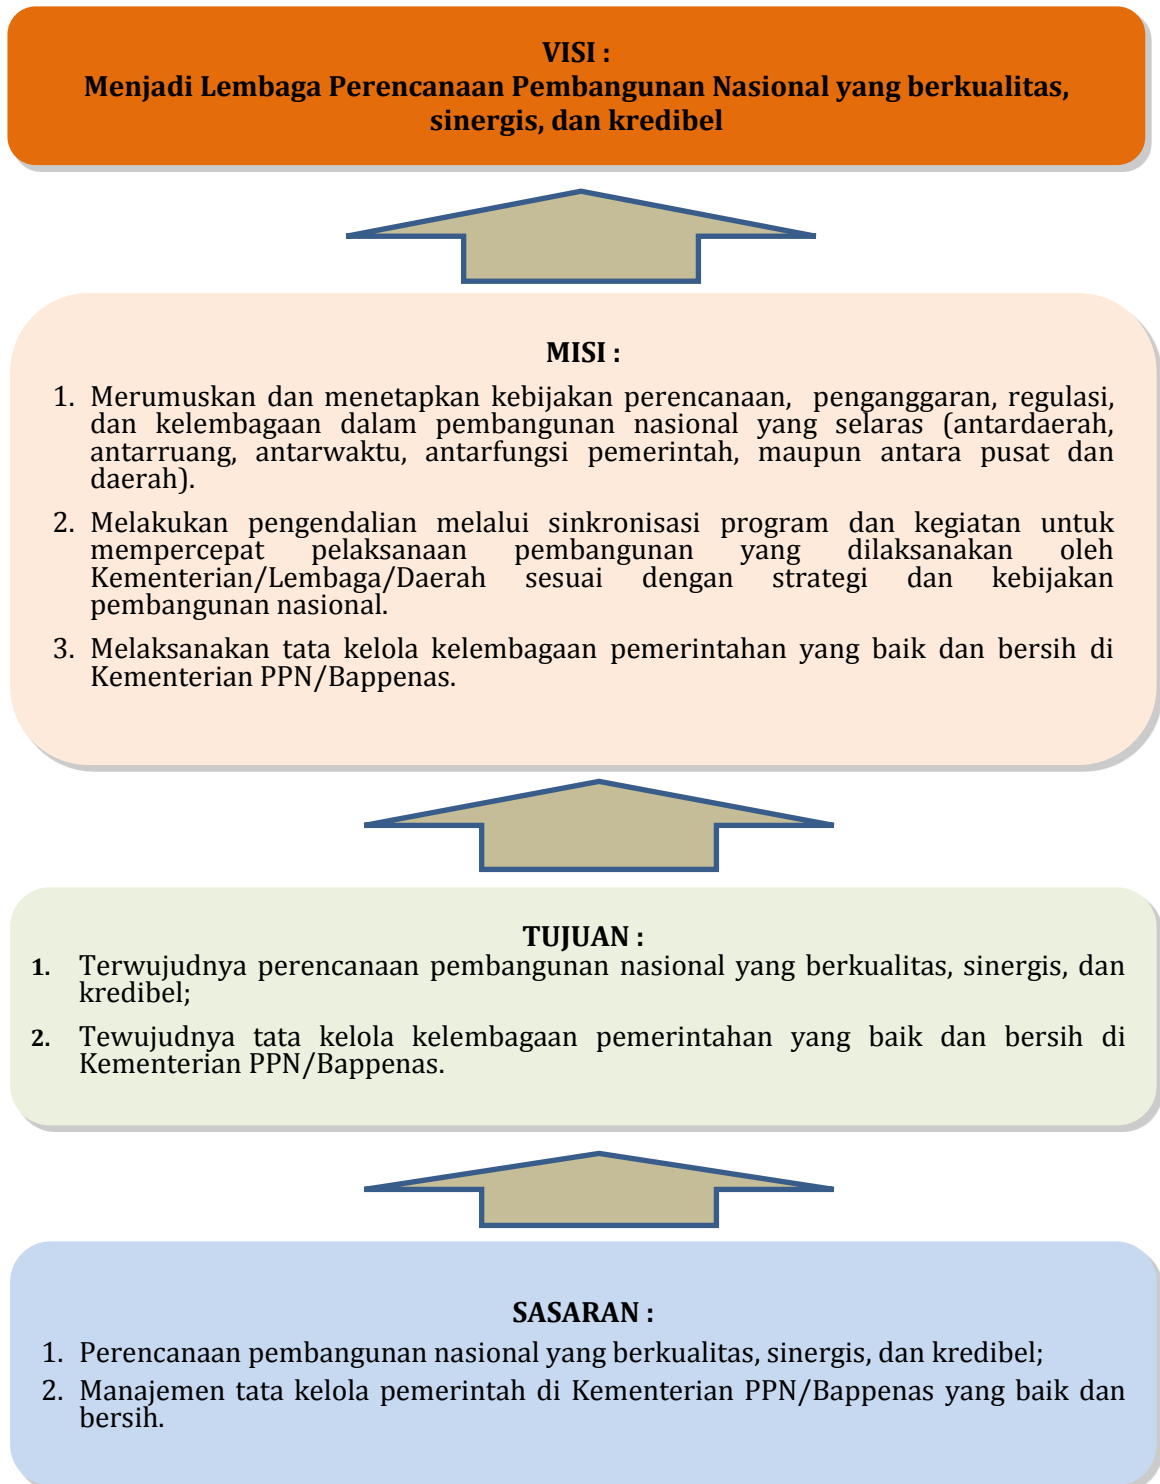 VISI :
Menjadi Lembaga Perencanaan Pembangunan Nasional yang berkualitas,
sinergis, dan kredibel
MISI :
1. Merumuskan dan menetapkan kebijakan perencanaan, penganggaran, regulasi,
dan kelembagaan dalam pembangunan nasional yang selaras (antardaerah,
antarruang, antarwaktu, antarfungsi pemerintah, maupun antara pusat dan
daerah).
2. Melakukan pengendalian melalui sinkronisasi program dan kegiatan untuk
mempercepat pelaksanaan pembangunan yang dilaksanakan oleh
Kementerian/Lembaga/Daerah sesuai dengan strategi dan kebijakan
pembangunan nasional.
3. Melaksanakan tata kelola kelembagaan pemerintahan yang baik dan bersih di
Kementerian PPN/Bappenas.
TUJUAN :
1. Terwujudnya perencanaan pembangunan nasional yang berkualitas, sinergis, dan
kredibel;
2. Tewujudnya tata kelola kelembagaan pemerintahan yang baik dan bersih di
Kementerian PPN/Bappenas.
SASARAN :
1. Perencanaan pembangunan nasional yang berkualitas, sinergis, dan kredibel;
2. Manajemen tata kelola pemerintah di Kementerian PPN/Bappenas yang baik dan
bersih.